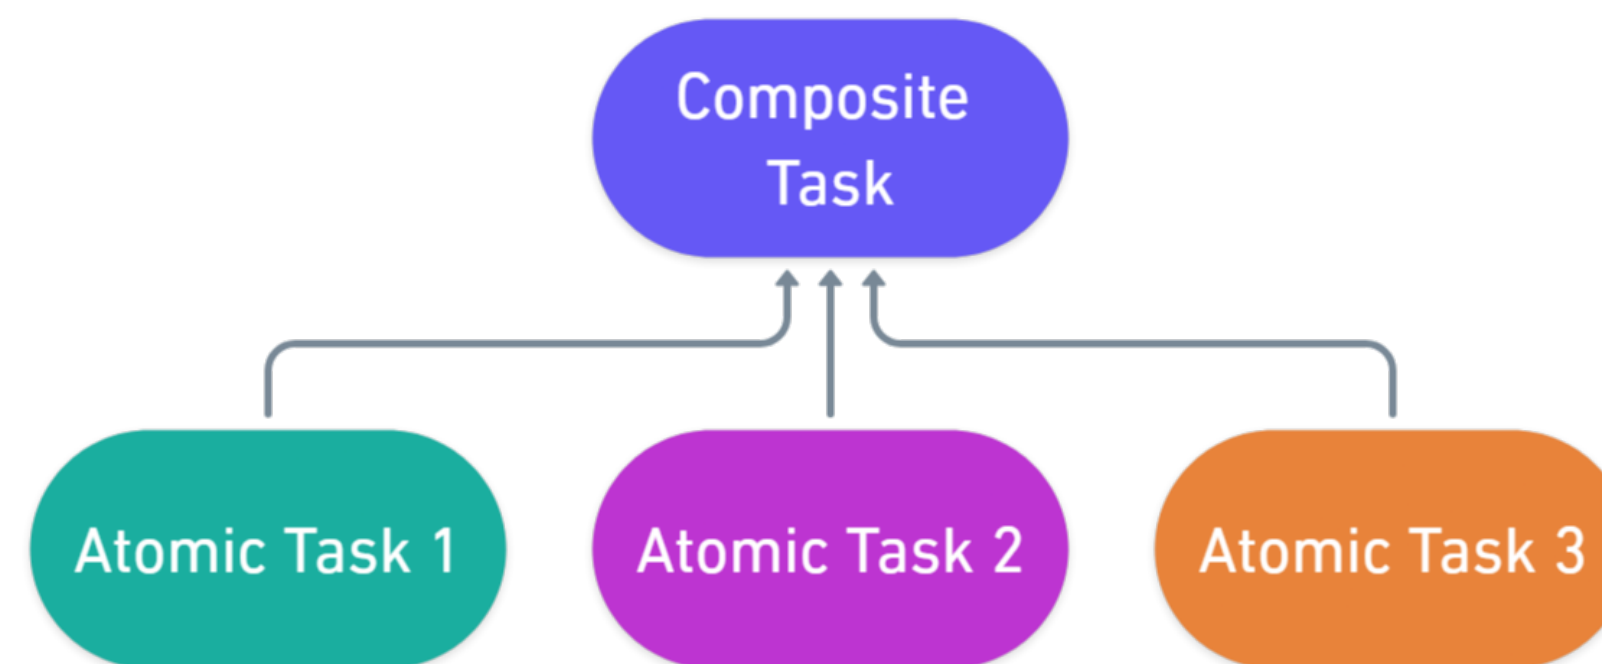 Composite
Task
Atomic Task 1
Atomic Task 2
Atomic Task 3